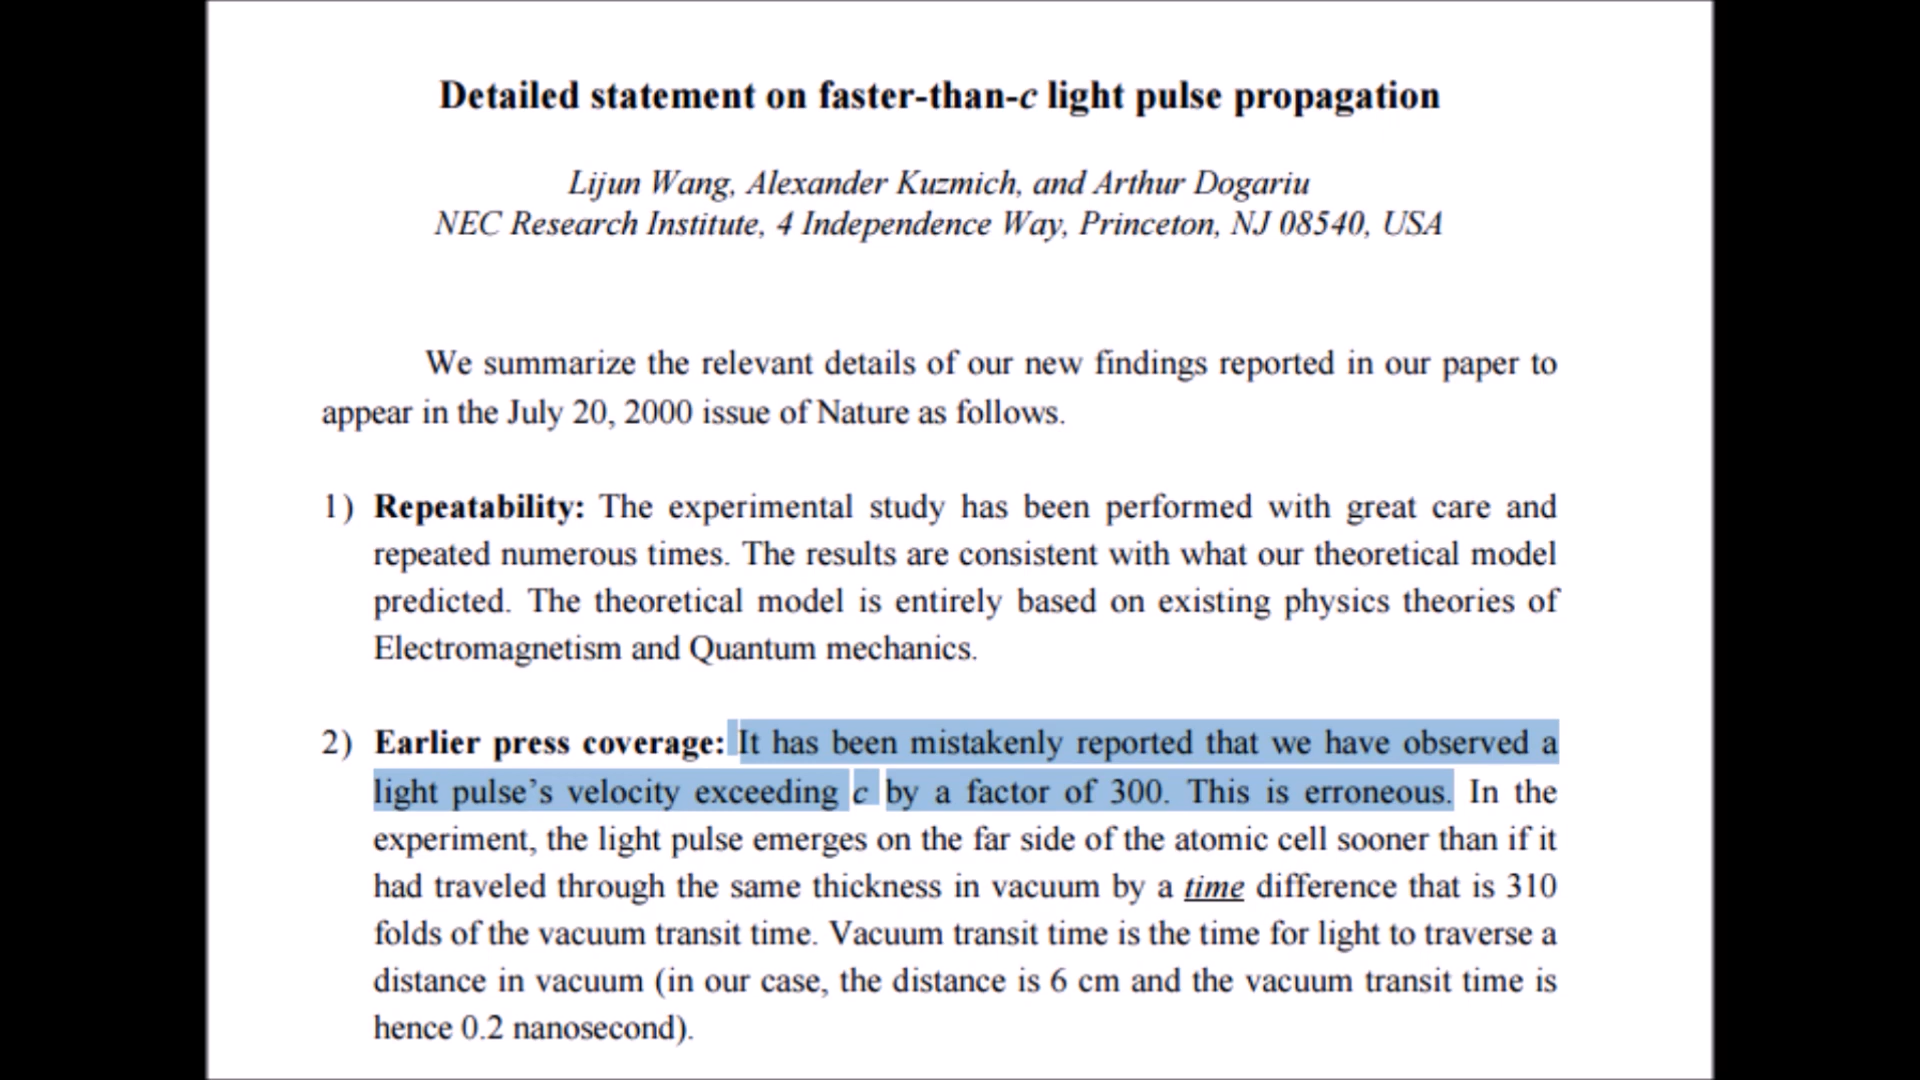 Detailed statement on faster-than-c light pulse propagation
Lijun Wang, Alexander Kuzmich, and Arthur Dogariu
NEC Research Institute, 4 Independence Way, Princeton, NJ 08540, USA
We summarize the relevant details of our new findings reported in our paper to
appear in the July 20, 2000 issue of Nature as follows.
1) Repeatability: The experimental study has been performed with great care and
repeated numerous times. The results are consistent with what our theoretical model
predicted. The theoretical model is entirely based on existing physics theories of
Electromagnetism and Quantum mechanics.
2) Earlier press coverage: It has been mistakenly reported that we have observed a
light pulse’s velocity exceeding c by a factor of 300. This is erroneous. In the
experiment, the light pulse emerges on the far side of the atomic cell sooner than if it
had traveled through the same thickness in vacuum by a time difference that is 310
folds of the vacuum transit time. Vacuum transit time is the time for light to traverse a
distance in vacuum (in our case, the distance is 6 cm and the vacuum transit time is
hence 0.2 nanosecond).